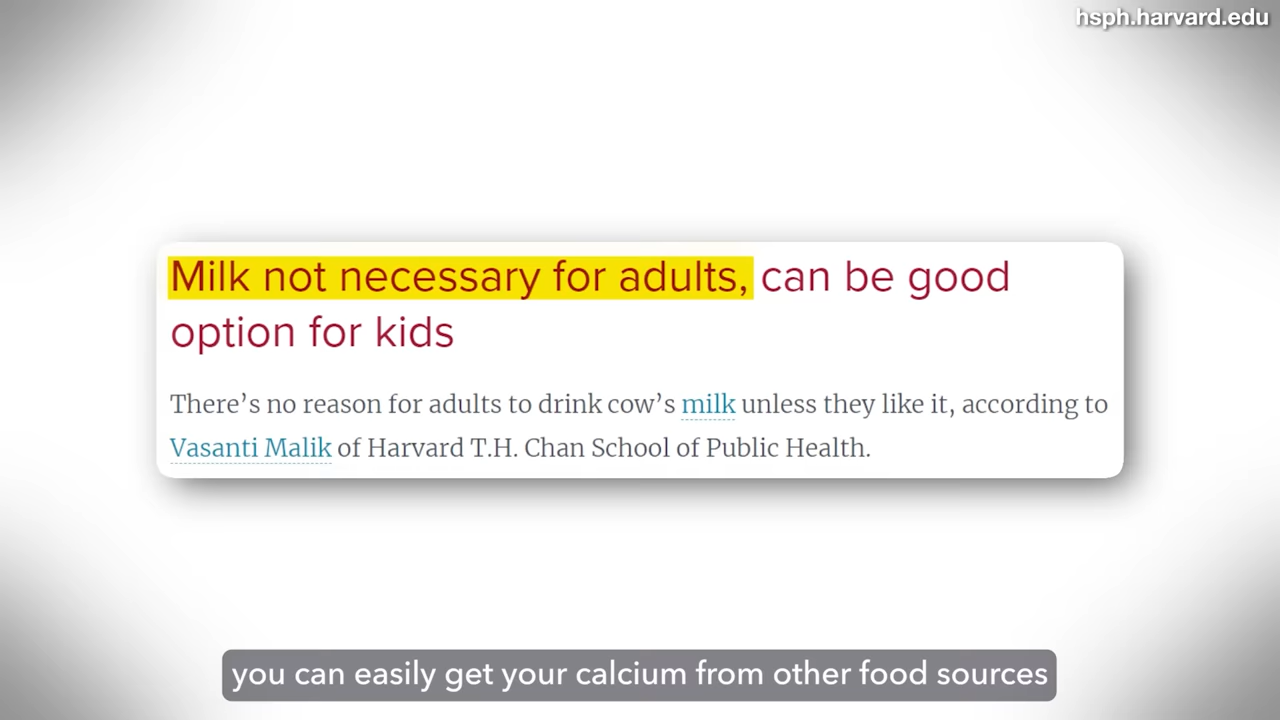 hsph.harvard.edu
Milk not necessary for adults, can be good
option for kids
There’s no reason for adults to drink cow’s milk unless they like it, according to
Vasanti Malik of Harvard T.H. Chan School of Public Health.
you can easily get your calcium from other food sources